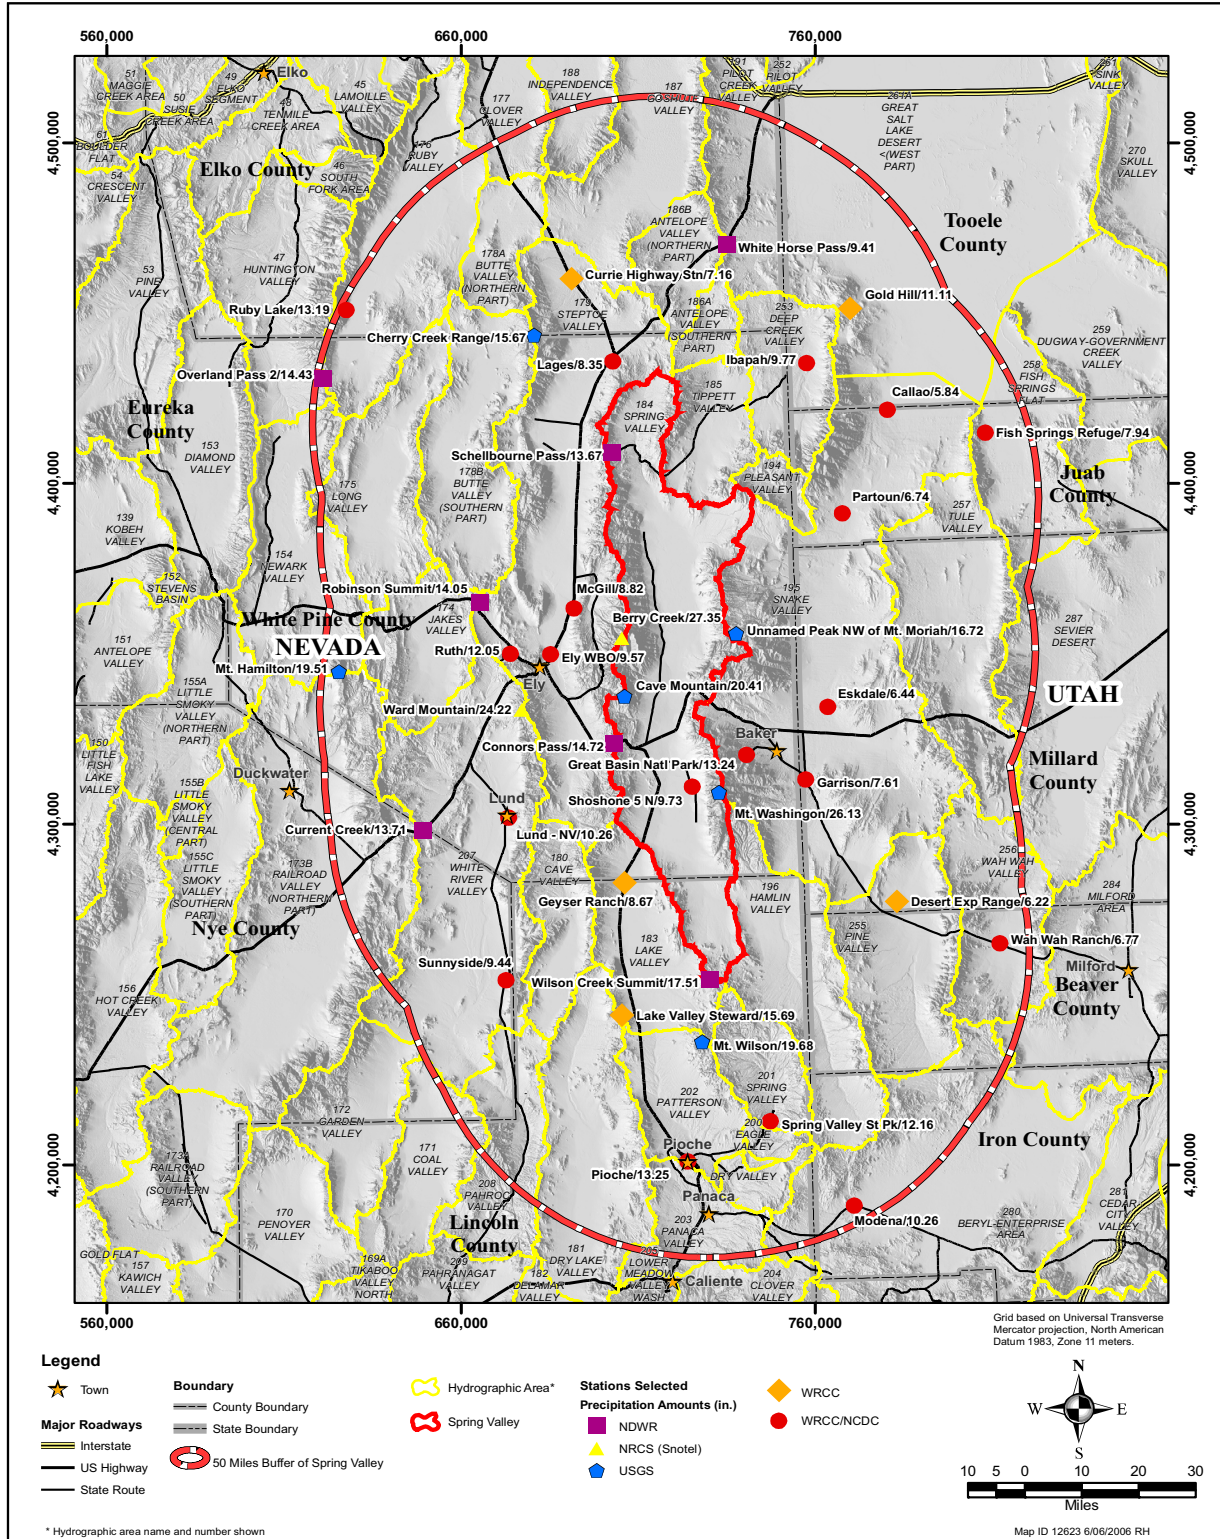 560,000
660,000
760,000
4,500,000
4,400,000
4,300,000
4,200,000
4,500,000
4,400,000
4,300,000
4,200,000
51
MAGGIE
CREEK AREA
50
SUSIE
CREEK AREA
49
ELKO
SEGMENT
Elko
48
TENMILE
CREEK AREA
45
LAMOILLE
VALLEY
61
BOULDER
FLAT
54
CRESCENT
VALLEY
Elko County
46
SOUTH
FORK AREA
176
RUBY
VALLEY
177
CLOVER
VALLEY
188
INDEPENDENCE
VALLEY
187
GOSHUTE
VALLEY
191
PILOT
CREEK
VALLEY
252
PILOT
VALLEY
261A
GREAT
SALT
LAKE
DESERT
<(WEST
PART)
251
SINK
VALLEY
270
SKULL
VALLEY
Tooele
County
53
PINE
VALLEY
47
HUNTINGTON
VALLEY
178A
BUTTE
VALLEY
(NORTHERN
PART)
186B
ANTELOPE
VALLEY
(NORTHERN
PART)
White Horse Pass/9.41
Currie Highway Stn/7.16
179
STEPTOE
VALLEY
186A
ANTELOPE
VALLEY
(SOUTHERN
PART)
Gold Hill/11.11
253
DEEP
CREEK
VALLEY
Ruby Lake/13.19
Cherry Creek Range/15.67
259
DUGWAY-GOVERNMENT
CREEK
VALLEY
258
FISH
SPRINGS
FLAT
Lages/8.35
Ibapah/9.77
Overland Pass 2/14.43
185
TIPPETT
VALLEY
184
SPRING
VALLEY
Callao/5.84
Fish Springs Refuge/7.94
Eureka
County
153
DIAMOND
VALLEY
Schellbourne Pass/13.67
178B
BUTTE
VALLEY
(SOUTHERN
PART)
194
PLEASANT
VALLEY
Juab
County
175
LONG
VALLEY
Partoun/6.74
257
TULE
VALLEY
139
KOBEH
VALLEY
154
NEWARK
VALLEY
152
STEVENS
BASIN
Robinson Summit/14.05
174
JAKES
VALLEY
McGill/8.82
195
SNAKE
VALLEY
White Pine County
Berry Creek/27.35
Unnamed Peak NW of Mt. Moriah/16.72
287
SEVIER
DESERT
151
ANTELOPE
VALLEY
NEVADA
Ruth/12.05
Ely WBO/9.57
Ely
Mt. Hamilton/19.51
155A
LITTLE
SMOKY
VALLEY
(NORTHERN
PART)
Cave Mountain/20.41
Eskdale/6.44
UTAH
Ward Mountain/24.22
Baker
150
LITTLE
FISH
LAKE
VALLEY
Connors Pass/14.72
Great Basin Natl Park/13.24
Millard
County
Duckwater
155B
LITTLE
SMOKY
VALLEY
(CENTRAL
PART)
Garrison/7.61
Lund
Shoshone 5 N/9.73
Mt. Washingon/26.13
Current Creek/13.71
Lund - NV/10.26
155C
LITTLE
SMOKY
VALLEY
(SOUTHERN
PART)
173B
RAILROAD
VALLEY
(NORTHERN
PART)
207
WHITE
RIVER
VALLEY
180
CAVE
VALLEY
256
WAH WAH
VALLEY
196
HAMLIN
VALLEY
284
MILFORD
AREA
Geyser Ranch/8.67
Desert Exp Range/6.22
Nye County
255
PINE
VALLEY
183
LAKE
VALLEY
Wah Wah Ranch/6.77
Sunnyside/9.44
Milford
Wilson Creek Summit/17.51
Beaver
County
156
HOT CREEK
VALLEY
Lake Valley Steward/15.69
Mt. Wilson/19.68
201
SPRING
VALLEY
202
PATTERSON
VALLEY
172
GARDEN
VALLEY
Spring Valley St Pk/12.16
200
EAGLE
VALLEY
Iron County
Pioche
173A
RAILROAD
VALLEY
(SOUTHERN
PART)
171
COAL
VALLEY
Pioche/13.25
DRY VALLEY
208
PAHROC
VALLEY
Panaca
281
CEDAR
CITY
VALLEY
170
PENOYER
VALLEY
Lincoln
County
203
PANACA
VALLEY
Modena/10.26
280
BERYL-ENTERPRISE
AREA
GOLD FLAT
157
KAWICH
VALLEY
169A
TIKABOO
VALLEY
NORTH
209
PAHRANAGAT
VALLEY
181
DRY LAKE
VALLEY
182
DELAMAR
VALLEY
205
LOWER
MEADOW
VALLEY
WASH
Caliente
204
CLOVER
VALLEY
560,000
660,000
760,000
Grid based on Universal Transverse
Mercator projection, North American
Datum 1983, Zone 11 meters.
Legend
Town
Major Roadways
Interstate
US Highway
State Route
Boundary
County Boundary
State Boundary
50 Miles Buffer of Spring Valley
Hydrographic Area*
Spring Valley
Stations Selected
Precipitation Amounts (in.)
NDWR
NRCS (Snotel)
USGS
WRCC
WRCC/NCDC
N
W
E
S
10 5 0 10 20 30
Miles
* Hydrographic area name and number shown
Map ID 12623 6/06/2006 RH